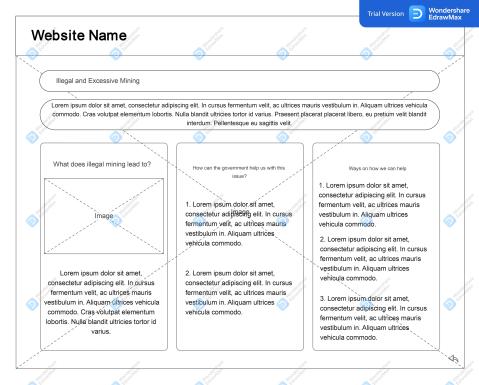 Trial Version
Wondershare
EdrawMax
Website Name
Illegal and Excessive Mining
Lorem ipsum dolor sit amet, consectetur adipiscing elit. In cursus fermentum velit, ac ultrices mauris vestibulum in. Aliquam ultrices vehicula
commodo. Cras volutpat elementum lobortis. Nulla blandit ultricies tortor id varius. Praesent placerat placerat libero, eu pretium velit blandit
interdum. Pellentesque eu sagittis velit.
What does illegal mining lead to?
Image
Lorem ipsum dolor sit amet,
consectetur adipiscing elit. In cursus
fermentum velit, ac ultrices mauris
vestibulum in. Aliquam ultrices vehicula
commodo. Cras volutpat elementum
lobortis. Nulla blandit ultricies tortor id
varius.
How can the government help us with this
issue?
1. Lorem ipsum dolor sit amet,
Image
consectetur adipiscing elit. In cursus
fermentum velit, ac ultrices mauris
vestibulum in. Aliquam ultrices
vehicula commodo.
2. Lorem ipsum dolor sit amet,
consectetur adipiscing elit. In cursus
fermentum velit, ac ultrices mauris
vestibulum in. Aliquam ultrices
vehicula commodo.
Ways on how we can help
1. Lorem ipsum dolor sit amet,
consectetur adipiscing elit. In cursus
fermentum velit, ac ultrices mauris
vestibulum in. Aliquam ultrices
vehicula commodo.
2. Lorem ipsum dolor sit amet,
consectetur adipiscing elit. In cursus
fermentum velit, ac ultrices mauris
vestibulum in. Aliquam ultrices
vehicula commodo.
3. Lorem ipsum dolor sit amet,
consectetur adipiscing elit. In cursus
fermentum velit, ac ultrices mauris
vestibulum in. Aliquam ultrices
vehicula commodo.